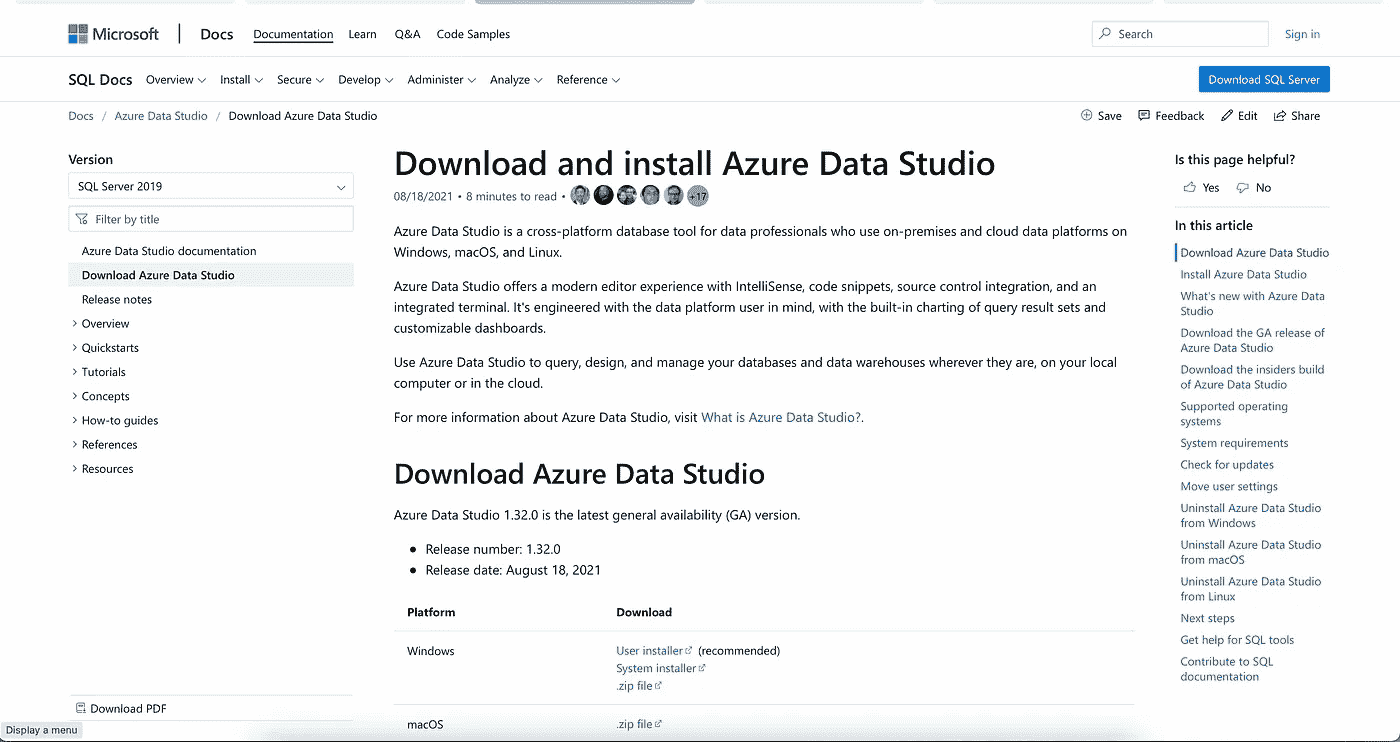 Microsoft Docs Documentation Learn Q&A Code Samples Search Sign in
SQL Docs Overview Install Secure Develop Administer Analyze Reference Download SQL Server
Docs / Azure Data Studio / Download Azure Data Studio Save Feedback Edit Share
Version
SQL Server 2019
Filter by title
Azure Data Studio documentation
Download Azure Data Studio
Release notes
Overview
Quickstarts
Tutorials
Concepts
How-to guides
References
Resources
Download PDF
Display a menu
Download and install Azure Data Studio
08/18/2021 • 8 minutes to read • +17
Azure Data Studio is a cross-platform database tool for data professionals who use on-premises and cloud data platforms on
Windows, macOS, and Linux.
Azure Data Studio offers a modern editor experience with IntelliSense, code snippets, source control integration, and an
integrated terminal. It's engineered with the data platform user in mind, with the built-in charting of query result sets and
customizable dashboards.
Use Azure Data Studio to query, design, and manage your databases and data warehouses wherever they are, on your local
computer or in the cloud.
For more information about Azure Data Studio, visit What is Azure Data Studio?.
Download Azure Data Studio
Azure Data Studio 1.32.0 is the latest general availability (GA) version.
• Release number: 1.32.0
• Release date: August 18, 2021
Platform Download
Windows User installer (recommended)
System installer
.zip file
macOS .zip file
Is this page helpful?
Yes No
In this article
Download Azure Data Studio
Install Azure Data Studio
What's new with Azure Data
Studio
Download the GA release of
Azure Data Studio
Download the insiders build
of Azure Data Studio
Supported operating
systems
System requirements
Check for updates
Move user settings
Uninstall Azure Data Studio
from Windows
Uninstall Azure Data Studio
from macOS
Uninstall Azure Data Studio
from Linux
Next steps
Get help for SQL tools
Contribute to SQL
documentation